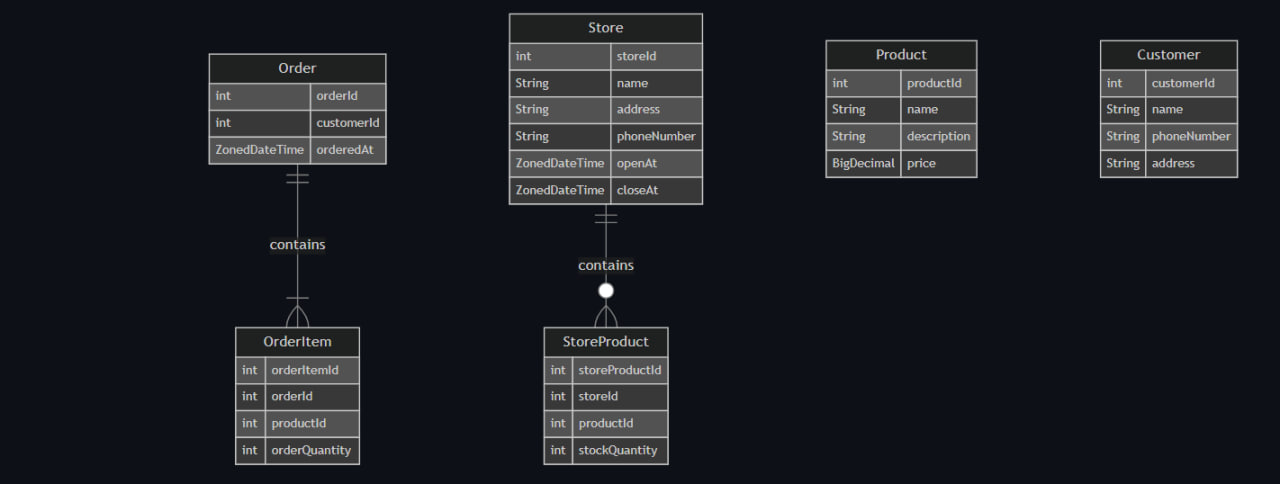 Order
int orderId
int customerId
ZonedDateTime orderedAt
contains
OrderItem
int orderItemId
int orderId
int productId
int orderQuantity
Store
int storeId
String name
String address
String phoneNumber
ZonedDateTime openAt
ZonedDateTime closeAt
contains
StoreProduct
int storeProductId
int storeId
int productId
int stockQuantity
Product
int productId
String name
String description
BigDecimal price
Customer
int customerId
String name
String phoneNumber
String address